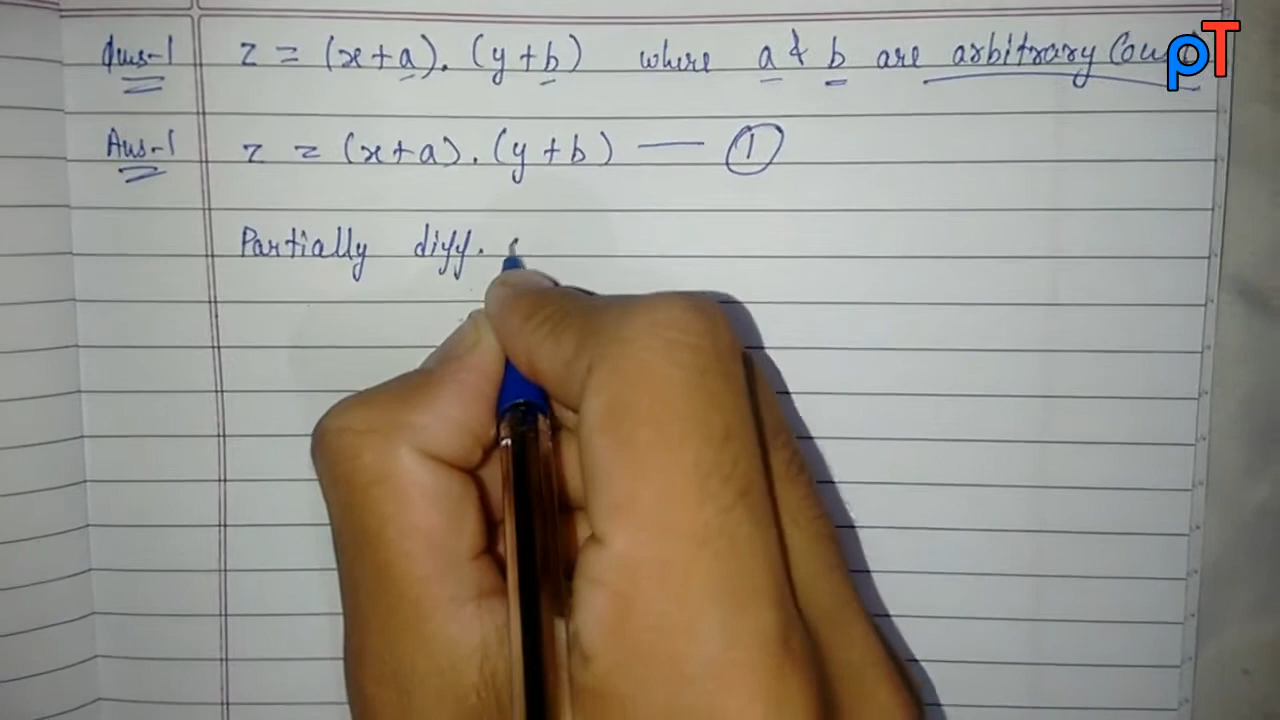 Ques-1 z = (x+a). (y+b) where a & b are arbitrary
Ans-1 z = (x+a). (y+b) — ①
Partially diff.
pT